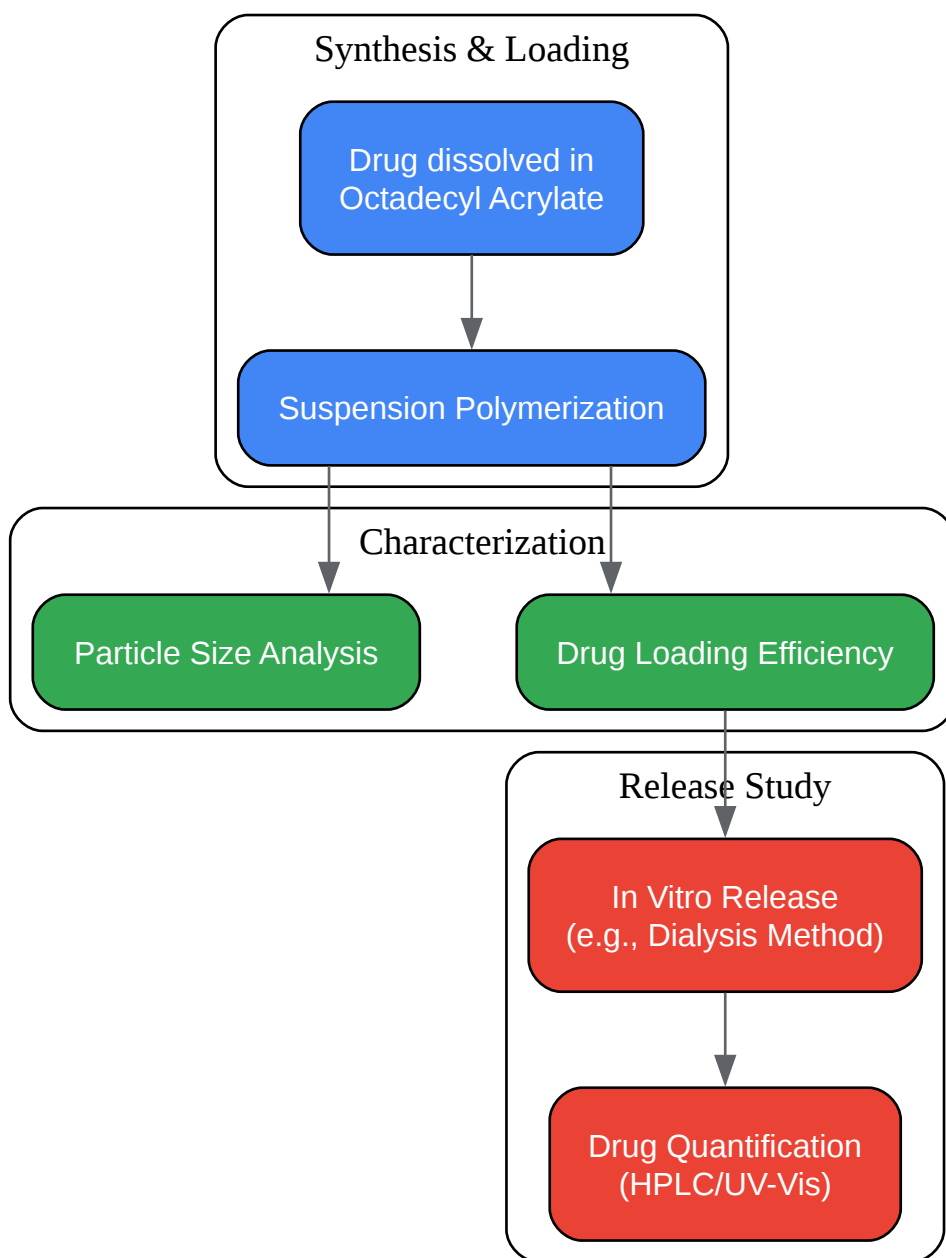 Synthesis & Loading
Drug dissolved in
Octadecyl Acrylate
Suspension Polymerization
Characterization
Particle Size Analysis
Drug Loading Efficiency
Release Study
In Vitro Release
(e.g., Dialysis Method)
Drug Quantification
(HPLC/UV-Vis)